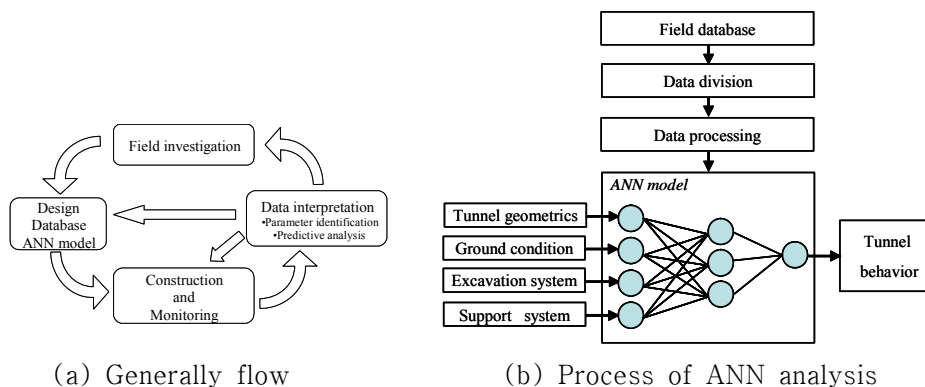 Field investigation
Design
Database
ANN model
Data interpretation
•Parameter identification
•Predictive analysis
Construction
and
Monitoring
(a) Generally flow
Field database
Data division
Data processing
ANN model
Tunnel geometrics
Ground condition
Excavation system
Support system
Tunnel
behavior
(b) Process of ANN analysis